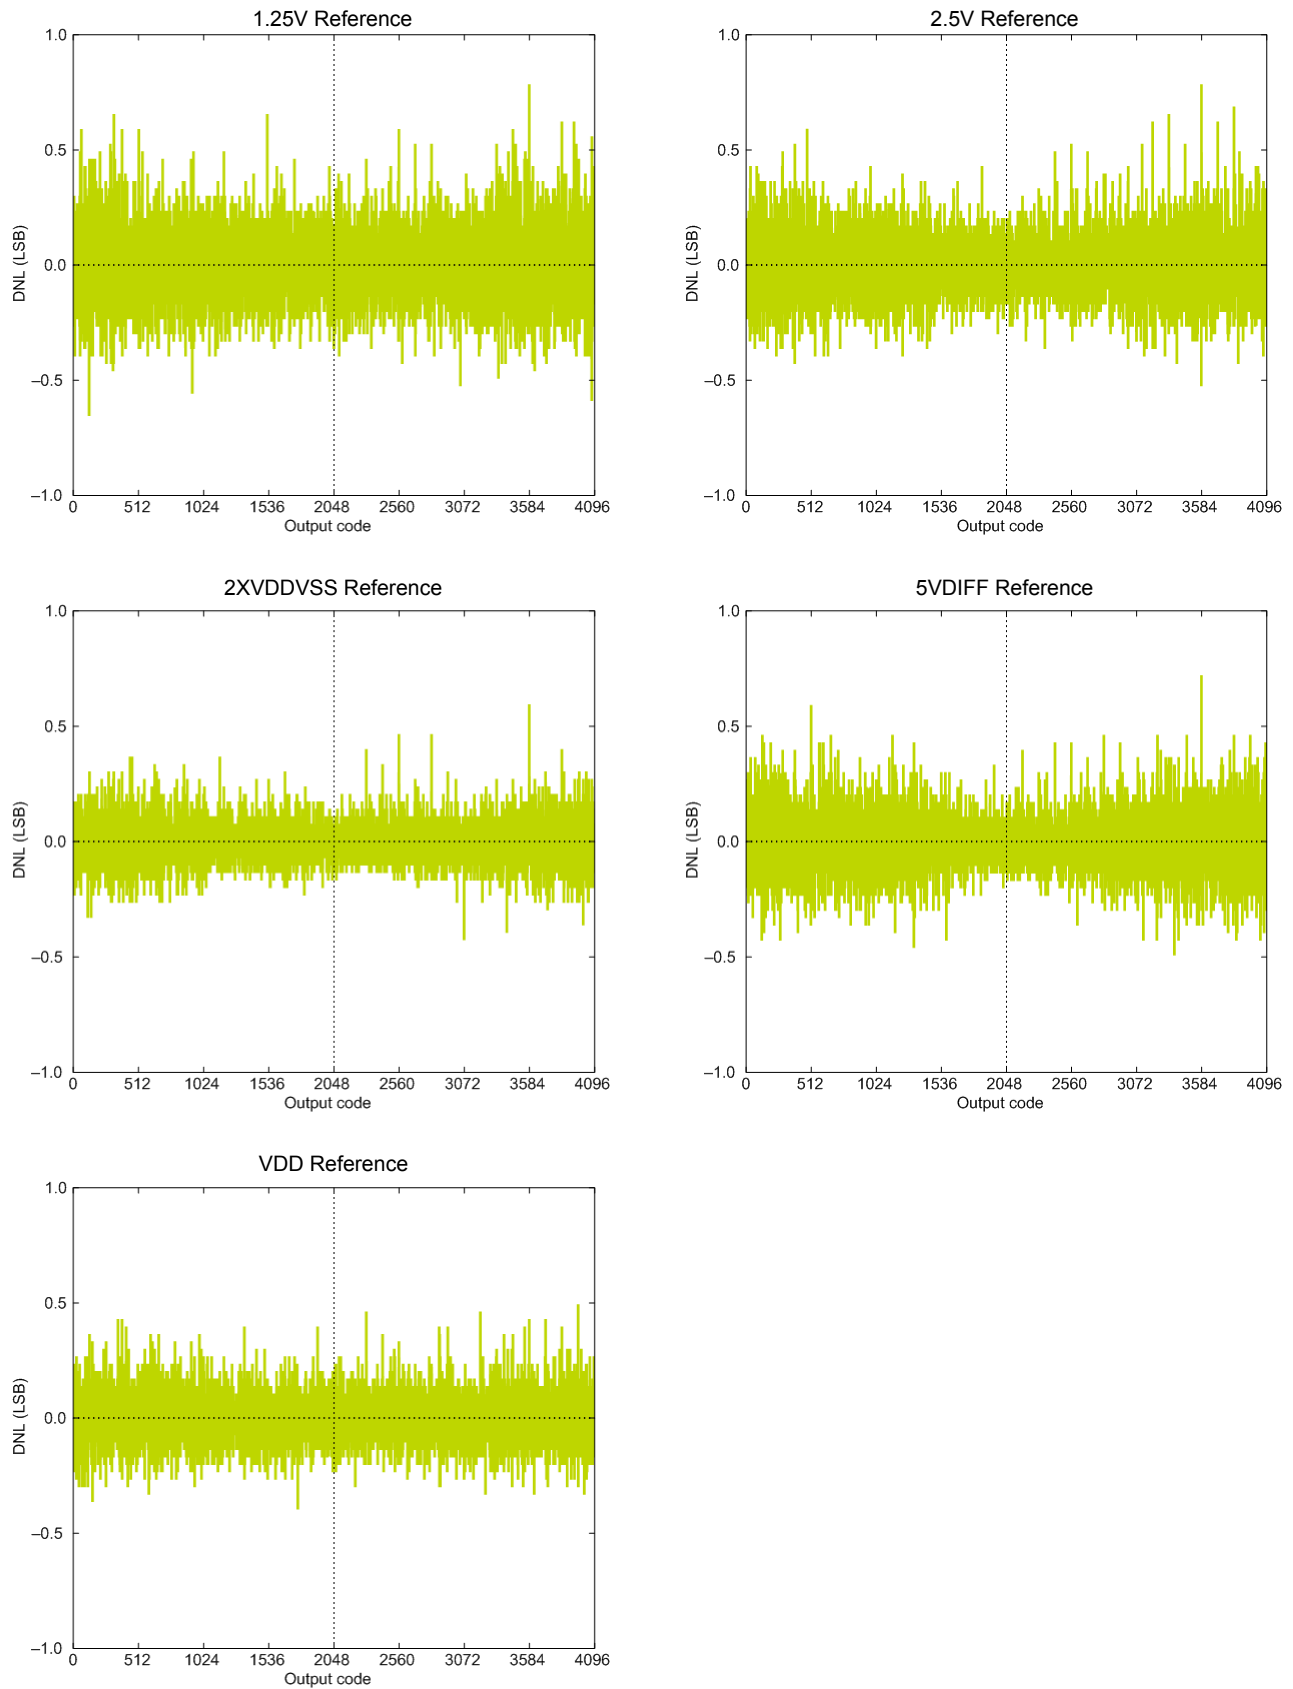 1.25V Reference
1.0
0.5
0.0
–0.5
–1.0
DNL (LSB)
0 512 1024 1536 2048 2560 3072 3584 4096
Output code
2.5V Reference
1.0
0.5
0.0
–0.5
–1.0
DNL (LSB)
0 512 1024 1536 2048 2560 3072 3584 4096
Output code
2XVDDVSS Reference
1.0
0.5
0.0
–0.5
–1.0
DNL (LSB)
0 512 1024 1536 2048 2560 3072 3584 4096
Output code
5VDIFF Reference
1.0
0.5
0.0
–0.5
–1.0
DNL (LSB)
0 512 1024 1536 2048 2560 3072 3584 4096
Output code
VDD Reference
1.0
0.5
0.0
–0.5
–1.0
DNL (LSB)
0 512 1024 1536 2048 2560 3072 3584 4096
Output code